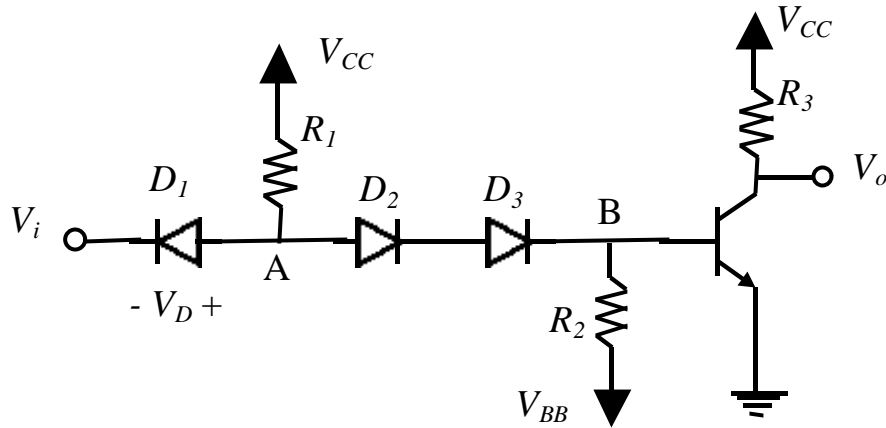 V_CC
V_CC
R_1
R_3
D_1
D_2
D_3
V_o
V_i
A
B
- V_D +
R_2
V_BB